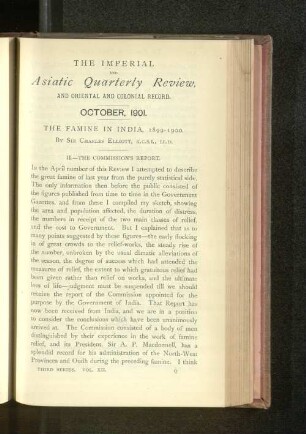 THE IMPERIAL
AND
Asiatic Quarterly Review,
AND ORIENTAL AND COLONIAL RECORD.
OCTOBER, 1901.
THE FAMINE IN INDIA, 1899-1900.
BY SIR CHARLES ELLIOTT, K.C.S.I., LL.D.
II.—THE COMMISSION'S REPORT.
IN the April number of this REVIEW I attempted to describe
the great famine of last year from the purely statistical side.
The only information then before the public consisted of
the figures published from time to time in the Government
Gazettes, and from these I compiled my sketch, showing
the area and population affected, the duration of distress,
the numbers in receipt of the two main classes of relief,
and the cost to Government. But I explained that as to
many points suggested by those figures—the early flocking
in of great crowds to the relief-works, the steady rise of
the number, unbroken by the usual climatic alleviations of
the season, the degree of success which had attended the
measures of relief, the extent to which gratuitous relief had
been given rather than relief on works, and the ultimate
loss of life—judgment must be suspended till we should
receive the report of the Commission appointed for the
purpose by the Government of India. That Report has
now been received from India, and we are in a position
to consider the conclusions which have been unanimously
arrived at. The Commission consisted of a body of men
distinguished by their experience in the work of famine
relief, and its President, Sir A. P. Macdonnell, has a
splendid record for his administration of the North-West
Provinces and Oudh during the preceding famine. I think
THIRD SERIES. VOL. XII.